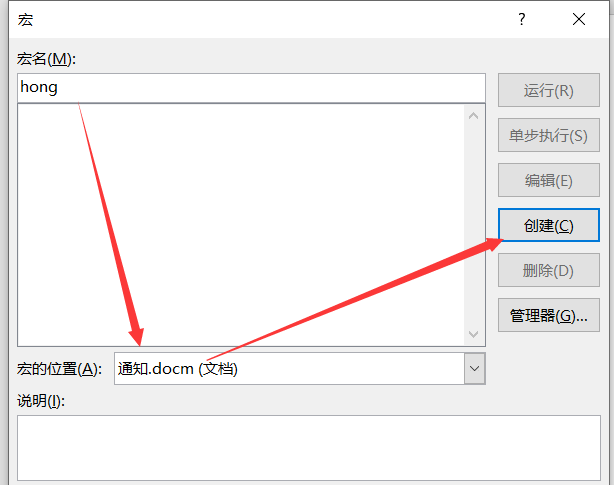 宏
?
宏名(M):
hong
运行(R)
单步执行(S)
编辑(E)
创建(C)
删除(D)
管理器(G)...
宏的位置(A):
通知.docm (文档)
说明(I):